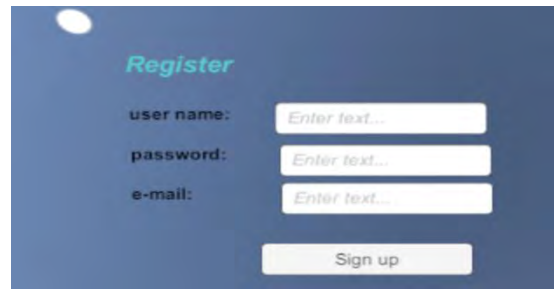 Register
user name: Enter text...
password: Enter text...
e-mail: Enter text...
Sign up